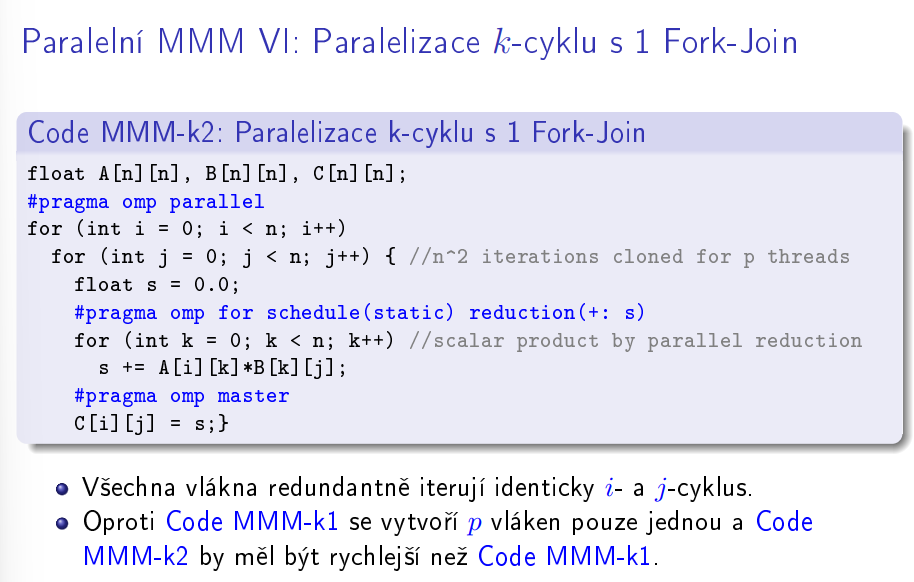 Paralelní MMM VI: Paralelizace k-cyklu s 1 Fork-Join
Code MMM-k2: Paralelizace k-cyklu s 1 Fork-Join
float A[n][n], B[n][n], C[n][n];
#pragma omp parallel
for (int i = 0; i < n; i++)
  for (int j = 0; j < n; j++) { //n^2 iterations cloned for p threads
    float s = 0.0;
    #pragma omp for schedule(static) reduction(+: s)
    for (int k = 0; k < n; k++) //scalar product by parallel reduction
      s += A[i][k]*B[k][j];
    #pragma omp master
    C[i][j] = s;}
Všechna vlákna redundantně iterují identicky i- a j-cyklus.
Oproti Code MMM-k1 se vytvoří p vláken pouze jednou a Code
MMM-k2 by měl být rychlejší než Code MMM-k1.